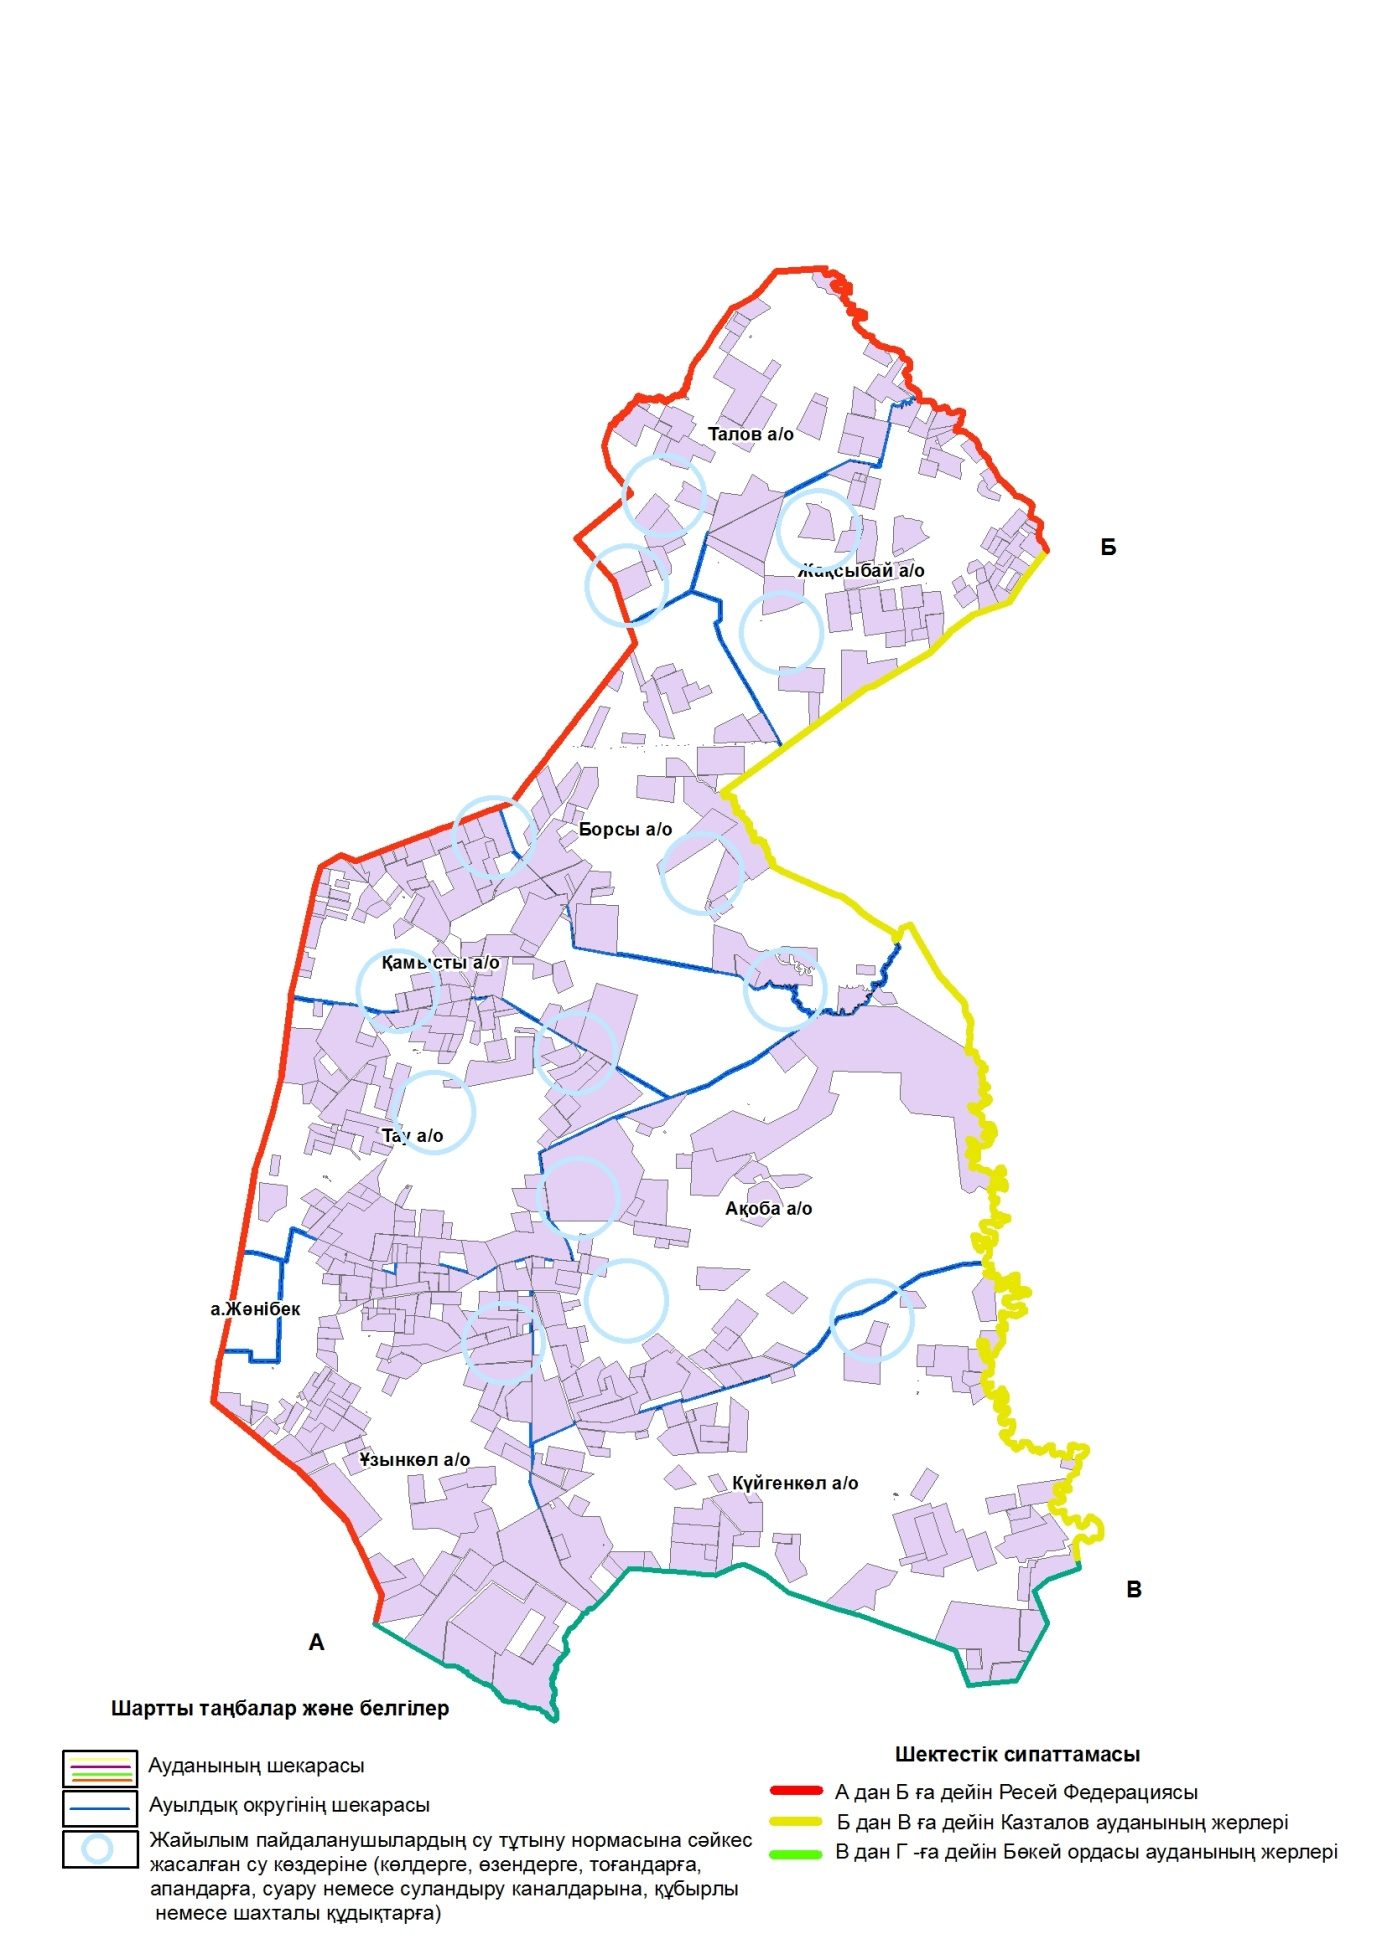 Талов а/о
Б
Жақсыбай а/о
Борсы а/о
Қамысты а/о
Тау а/о
Ақоба а/о
а.Жәнібек
Ұзынкөл а/о
Күйгенкөл а/о
В
А
Шартты таңбалар және белгілер
Ауданының шекарасы
Ауылдық округінің шекарасы
Жайылым пайдаланушылардың су тұтыну нормасына сәйкес
жасалған су көздеріне (көлдерге, өзендерге, тоғандарға,
апандарға, суару немесе суландыру каналдарына, құбырлы
немесе шахталы құдықтарға)
Шектестік сипаттамасы
А дан Б ға дейін Ресей Федерациясы
Б дан В ға дейін Казталов ауданының жерлері
В дан Г -ға дейін Бөкей ордасы ауданының жерлері